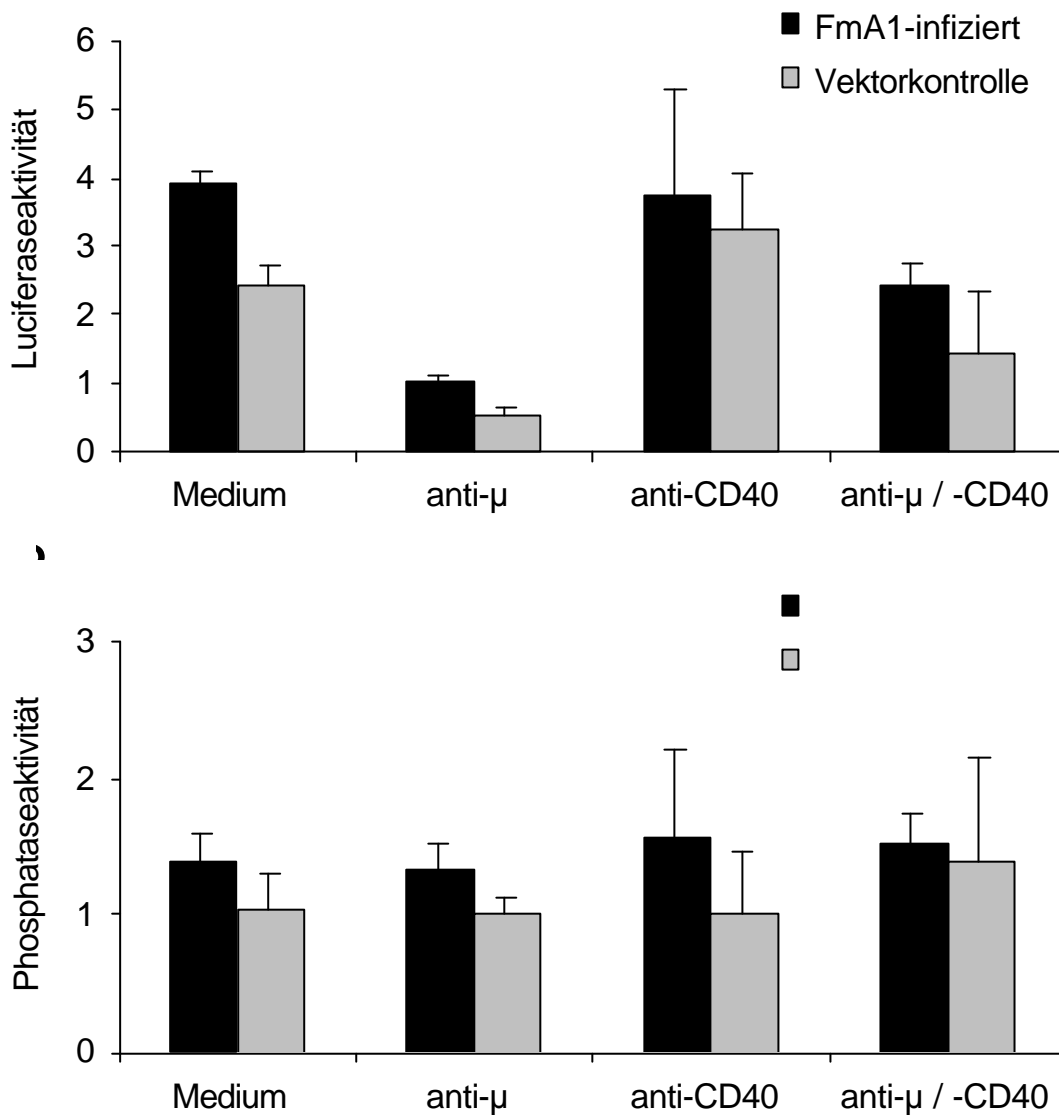 FmA1-infiziert
Vektorkontrolle
Luciferaseaktivität
6
5
4
3
2
1
0
Medium anti-µ anti-CD40 anti-µ / -CD40
Phosphataseaktivität
3
2
1
0
Medium anti-µ anti-CD40 anti-µ / -CD40